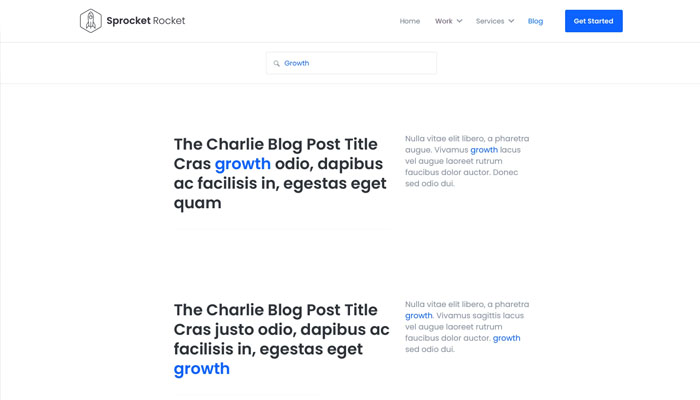 Sprocket Rocket
Home
Work
Services
Blog
Get Started
Growth
The Charlie Blog Post Title
Cras growth odio, dapibus
ac facilisis in, egestas eget
quam
Nulla vitae elit libero, a pharetra
augue. Vivamus growth lacus
vel augue laoreet rutrum
faucibus dolor auctor. Donec
sed odio dui.
The Charlie Blog Post Title
Cras justo odio, dapibus ac
facilisis in, egestas eget
growth
Nulla vitae elit libero, a pharetra
growth. Vivamus sagittis lacus
vel augue laoreet rutrum
faucibus dolor auctor. growth
sed odio dui.